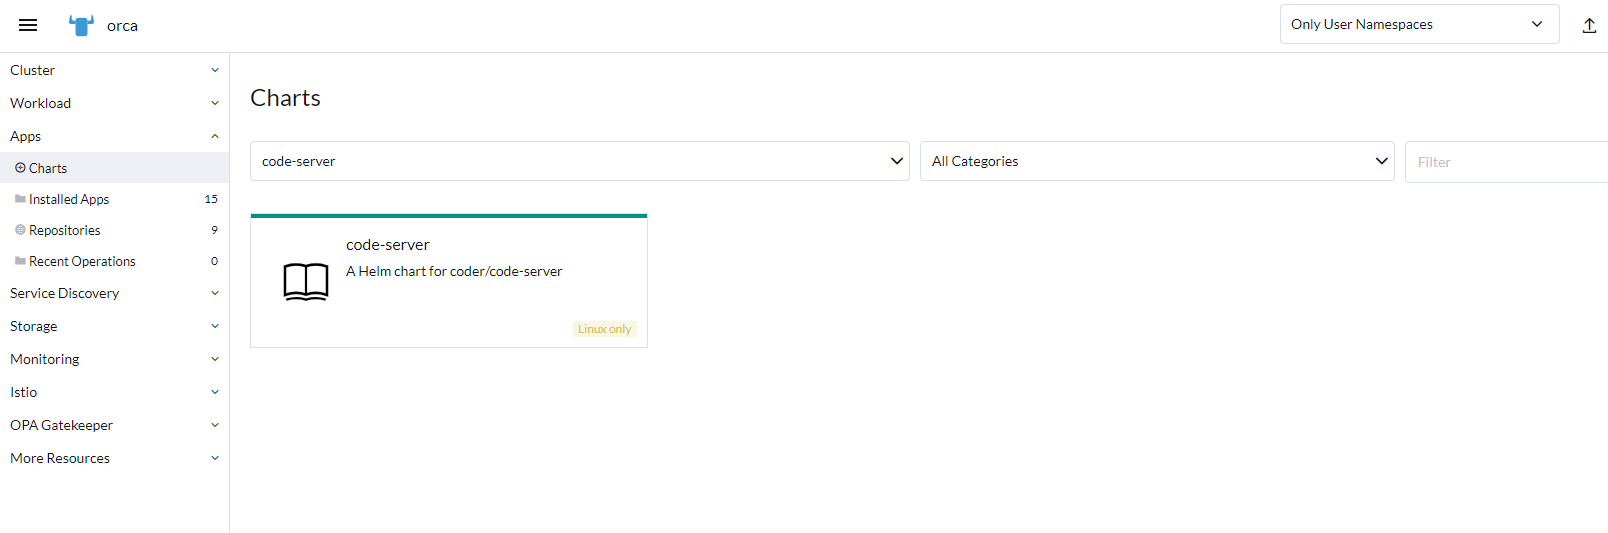 orca
Only User Namespaces
Cluster
Workload
Apps
Charts
Installed Apps 15
Repositories 9
Recent Operations 0
Service Discovery
Storage
Monitoring
Istio
OPA Gatekeeper
More Resources
Charts
code-server
All Categories
Filter
code-server
A Helm chart for coder/code-server
Linux only